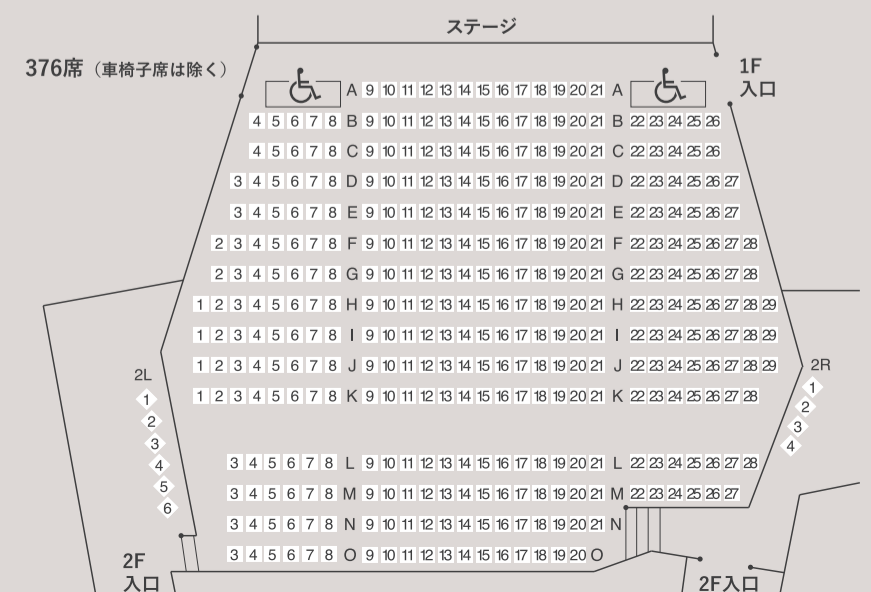 ステージ
376席（車椅子席は除く）
1F
入口
A 9 10 11 12 13 14 15 16 17 18 19 20 21 A
4 5 6 7 8 B 9 10 11 12 13 14 15 16 17 18 19 20 21 B 22 23 24 25 26
4 5 6 7 8 C 9 10 11 12 13 14 15 16 17 18 19 20 21 C 22 23 24 25 26
3 4 5 6 7 8 D 9 10 11 12 13 14 15 16 17 18 19 20 21 D 22 23 24 25 26 27
3 4 5 6 7 8 E 9 10 11 12 13 14 15 16 17 18 19 20 21 E 22 23 24 25 26 27
2 3 4 5 6 7 8 F 9 10 11 12 13 14 15 16 17 18 19 20 21 F 22 23 24 25 26 27 28
2 3 4 5 6 7 8 G 9 10 11 12 13 14 15 16 17 18 19 20 21 G 22 23 24 25 26 27 28
1 2 3 4 5 6 7 8 H 9 10 11 12 13 14 15 16 17 18 19 20 21 H 22 23 24 25 26 27 28 29
1 2 3 4 5 6 7 8 I 9 10 11 12 13 14 15 16 17 18 19 20 21 I 22 23 24 25 26 27 28 29
1 2 3 4 5 6 7 8 J 9 10 11 12 13 14 15 16 17 18 19 20 21 J 22 23 24 25 26 27 28 29
1 2 3 4 5 6 7 8 K 9 10 11 12 13 14 15 16 17 18 19 20 21 K 22 23 24 25 26 27 28
3 4 5 6 7 8 L 9 10 11 12 13 14 15 16 17 18 19 20 21 L 22 23 24 25 26 27 28
3 4 5 6 7 8 M 9 10 11 12 13 14 15 16 17 18 19 20 21 M 22 23 24 25 26 27
3 4 5 6 7 8 N 9 10 11 12 13 14 15 16 17 18 19 20 21 N
3 4 5 6 7 8 O 9 10 11 12 13 14 15 16 17 18 19 20 O
2L
1
2
3
4
5
6
2R
1
2
3
4
2F
入口
2F入口